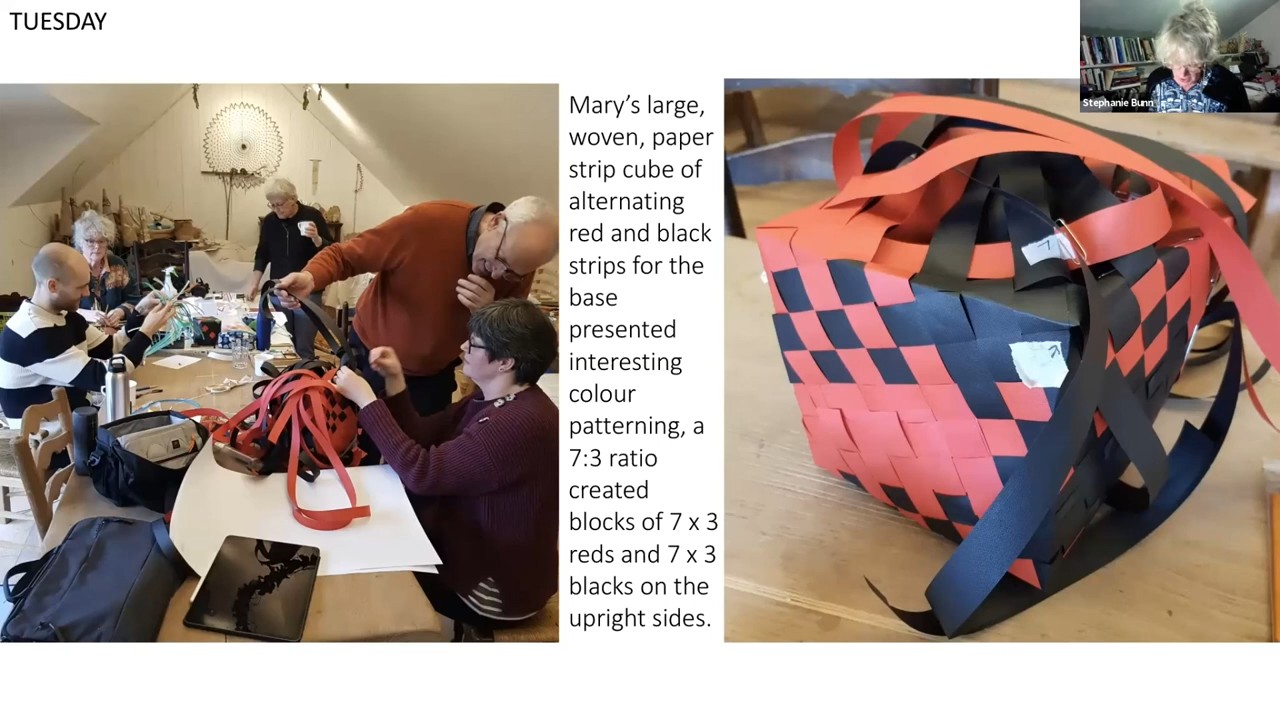 TUESDAY
Stephanie Bunn
Mary’s large,
woven, paper
strip cube of
alternating
red and black
strips for the
base
presented
interesting
colour
patterning, a
7:3 ratio
created
blocks of 7 x 3
reds and 7 x 3
blacks on the
upright sides.